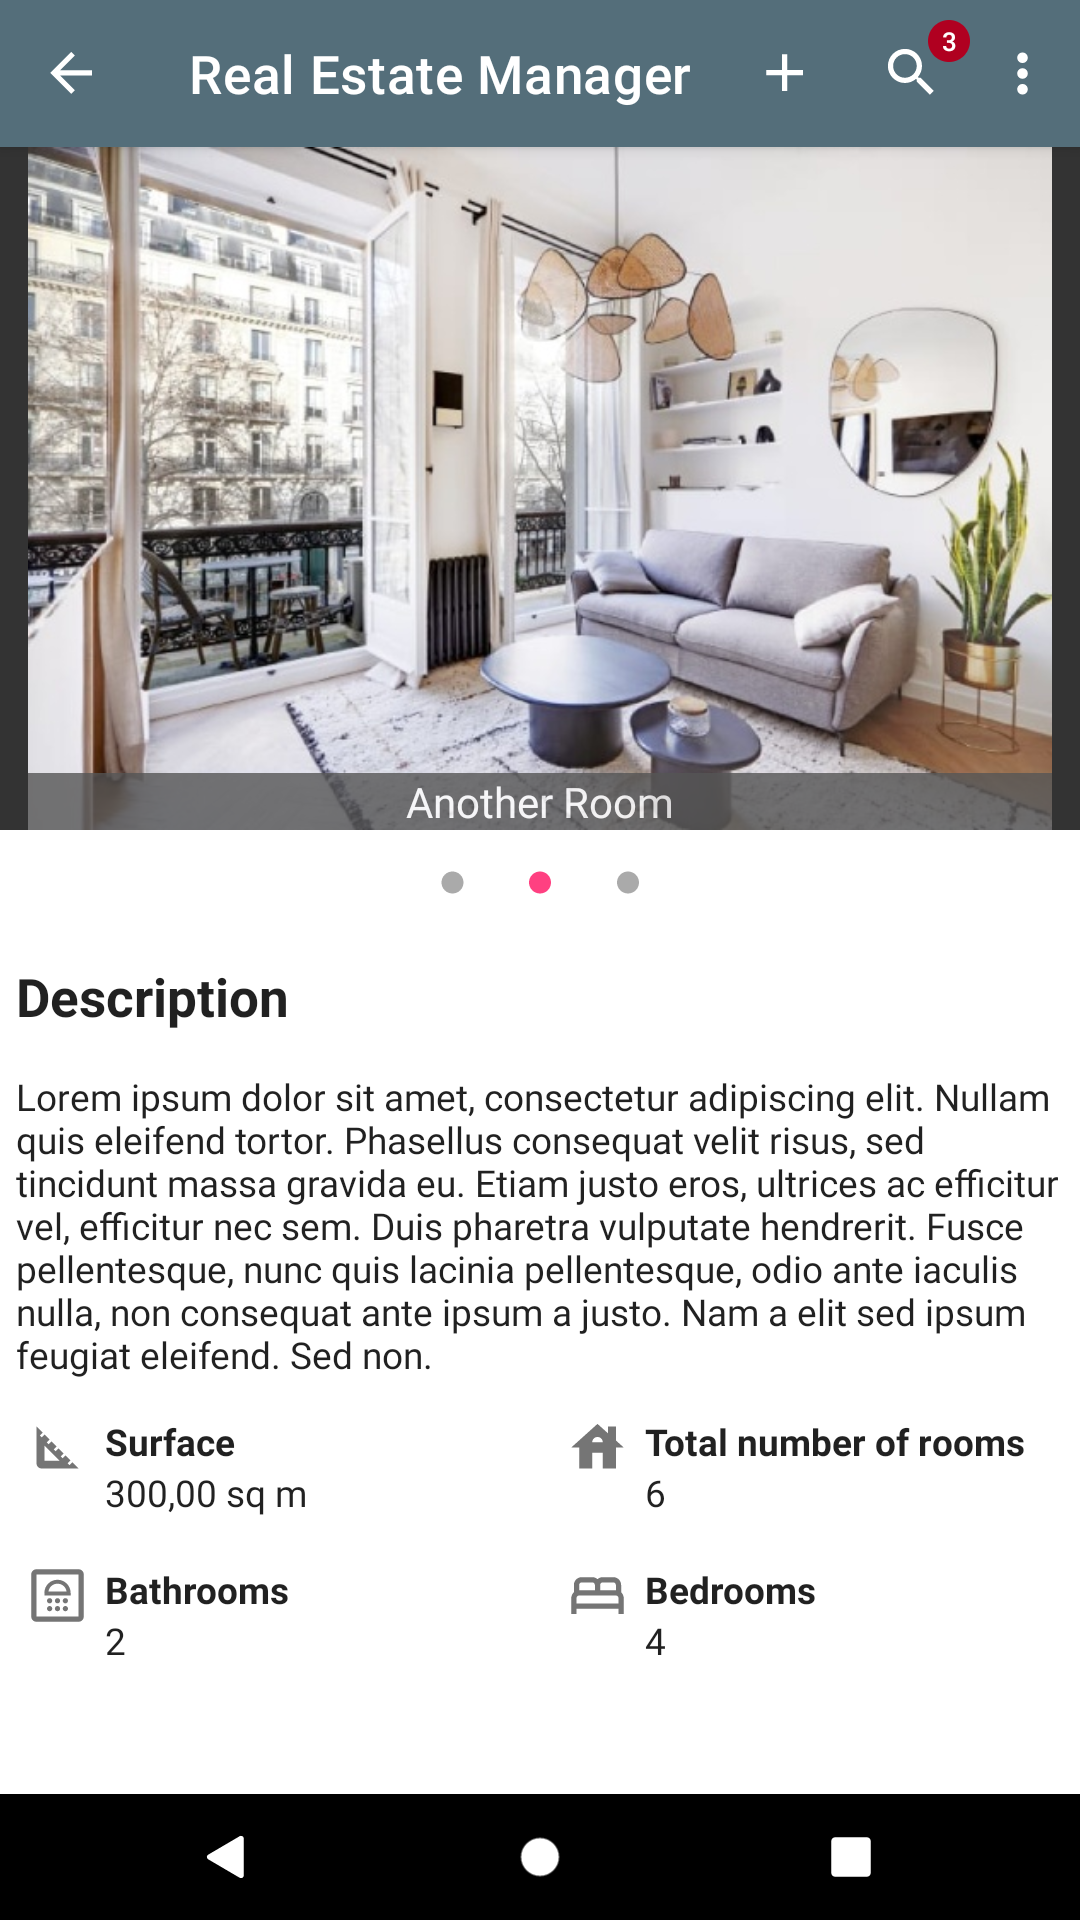 Real Estate Manager
3
Another Room
Description
Lorem ipsum dolor sit amet, consectetur adipiscing elit. Nullam
quis eleifend tortor. Phasellus consequat velit risus, sed
tincidunt massa gravida eu. Etiam justo eros, ultrices ac efficitur
vel, efficitur nec sem. Duis pharetra vulputate hendrerit. Fusce
pellentesque, nunc quis lacinia pellentesque, odio ante iaculis
nulla, non consequat ante ipsum a justo. Nam a elit sed ipsum
feugiat eleifend. Sed non.
Surface
300,00 sq m
Total number of rooms
6
Bathrooms
2
Bedrooms
4